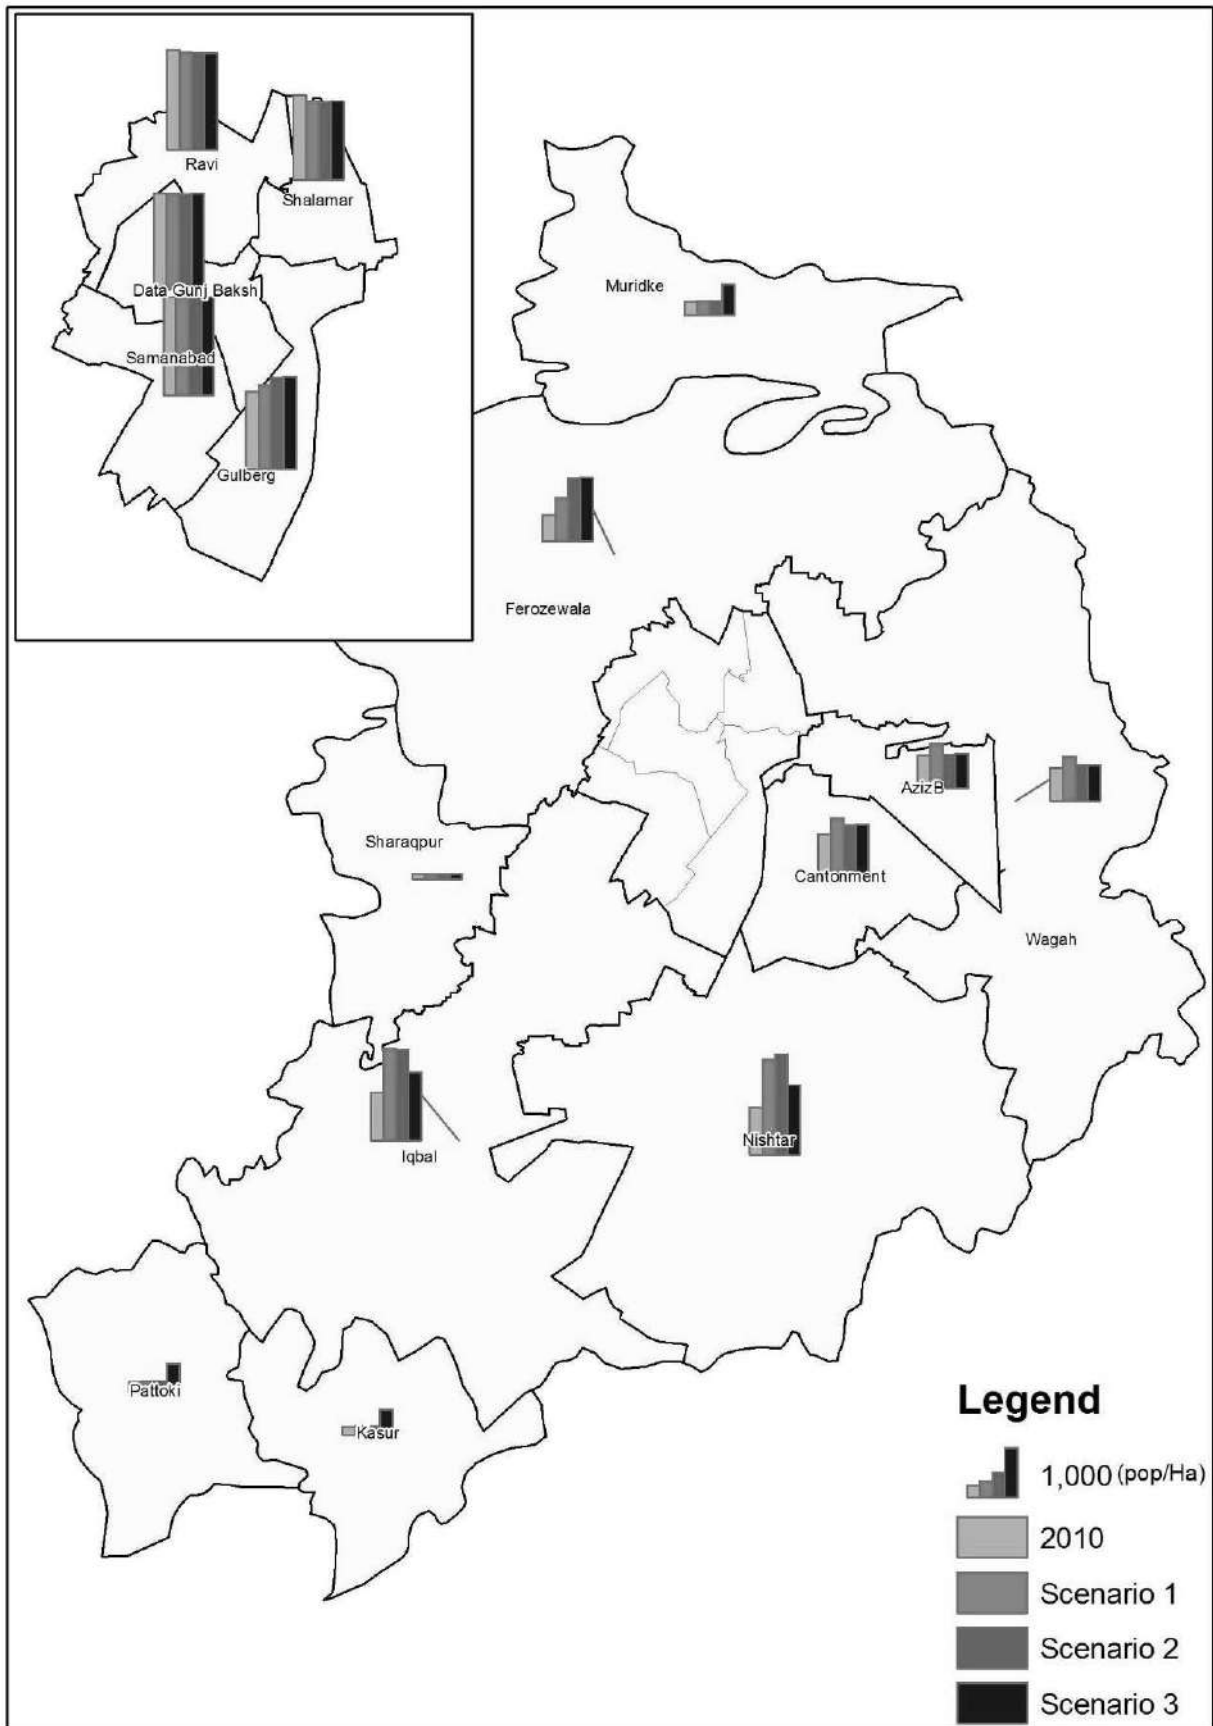 Ravi
Shalamar
Data Gunj Baksh
Samanabad
Gulberg
Muridke
Ferozewala
AzizB
Sharaqpur
Cantonment
Wagah
Iqbal
Nishtar
Pattoki
Kasur
Legend
1,000 (pop/Ha)
2010
Scenario 1
Scenario 2
Scenario 3